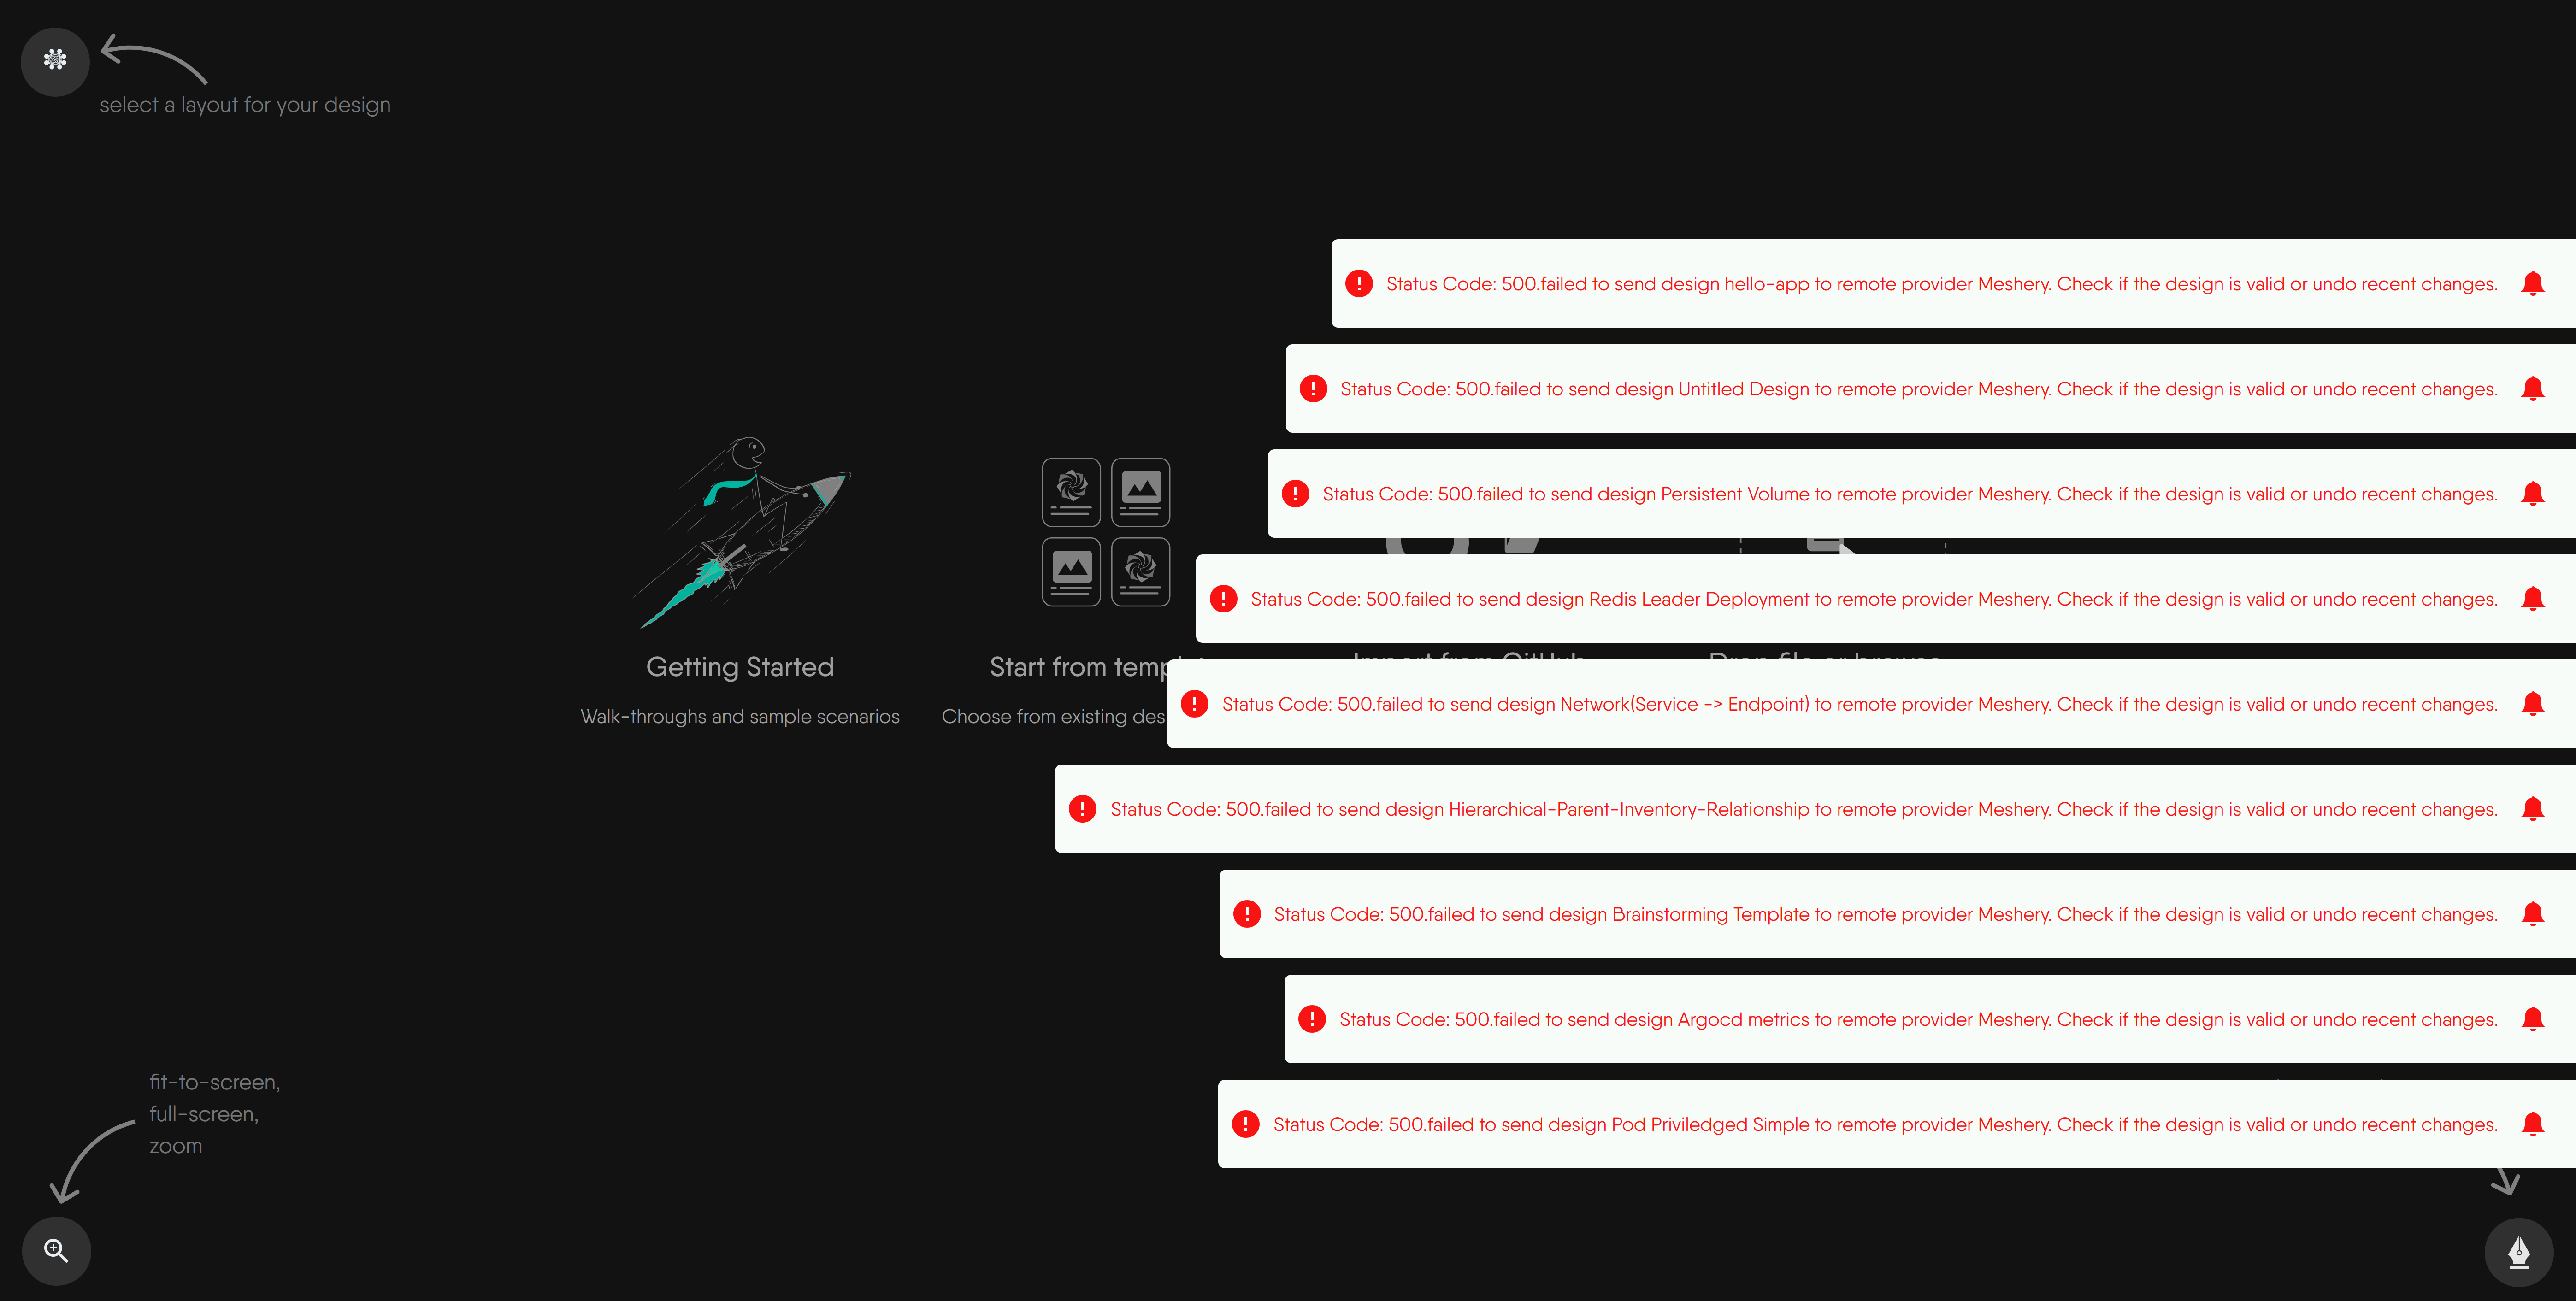 select a layout for your design
Status Code: 500.failed to send design hello-app to remote provider Meshery. Check if the design is valid or undo recent changes.
Status Code: 500.failed to send design Untitled Design to remote provider Meshery. Check if the design is valid or undo recent changes.
Status Code: 500.failed to send design Persistent Volume to remote provider Meshery. Check if the design is valid or undo recent changes.
Status Code: 500.failed to send design Redis Leader Deployment to remote provider Meshery. Check if the design is valid or undo recent changes.
Getting Started
Walk-throughs and sample scenarios
Start from
Choose from existing
Import from GitHub
Drop file or browse
Status Code: 500.failed to send design Network(Service -> Endpoint) to remote provider Meshery. Check if the design is valid or undo recent changes.
Status Code: 500.failed to send design Hierarchical-Parent-Inventory-Relationship to remote provider Meshery. Check if the design is valid or undo recent changes.
Status Code: 500.failed to send design Brainstorming Template to remote provider Meshery. Check if the design is valid or undo recent changes.
Status Code: 500.failed to send design Argocd metrics to remote provider Meshery. Check if the design is valid or undo recent changes.
Status Code: 500.failed to send design Pod Priviledged Simple to remote provider Meshery. Check if the design is valid or undo recent changes.
fit-to-screen,
full-screen,
zoom